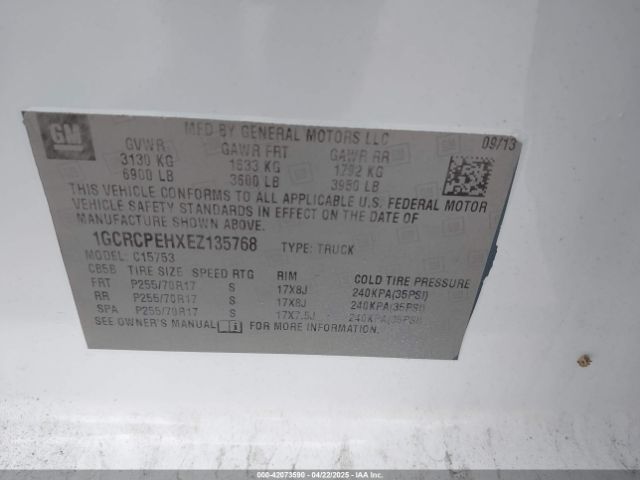 GM
MFD BY GENERAL MOTORS LLC
09/13
GVWR GAWR FRT GAWR RR
3130 KG 1633 KG 1792 KG
6900 LB 3600 LB 3950 LB
THIS VEHICLE CONFORMS TO ALL APPLICABLE U.S. FEDERAL MOTOR
VEHICLE SAFETY STANDARDS IN EFFECT ON THE DATE OF
MANUFACTURE SHOWN ABOVE.
1GCRCPEHXEZ135768 TYPE: TRUCK
MODEL: C15753
CB5B TIRE SIZE SPEED RTG RIM COLD TIRE PRESSURE
FRT P255/70R17 S 17X8J 240KPA(35PSI)
RR P255/70R17 S 17X8J 240KPA(35PSI)
SPA P255/70R17 S 17X7.5J 240KPA(35PSI)
SEE OWNER'S MANUAL FOR MORE INFORMATION.
000-42073590 - 04/22/2025 - IAA Inc.